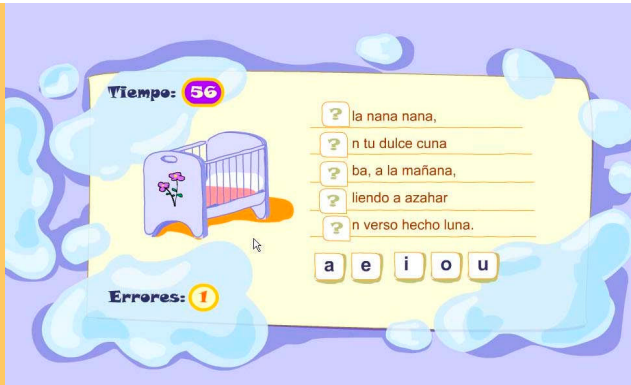 Tiempo: 56
? la nana nana,
? n tu dulce cuna
? ba, a la mañana,
? liendo a azahar
? n verso hecho luna.
a e i o u
Errores: 1